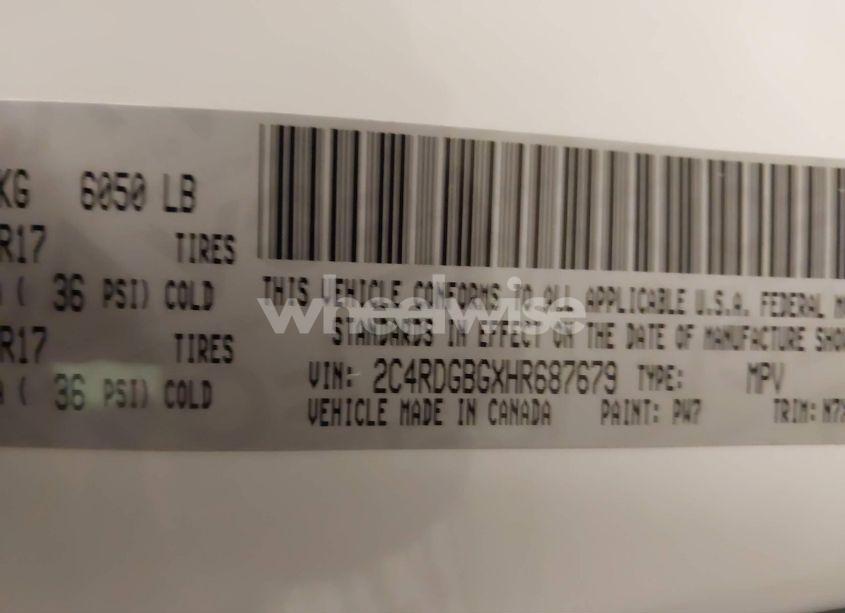 KG 6050 LB
R17 TIRES
( 36 PSI) COLD
R17 TIRES
( 36 PSI) COLD
THIS VEHICLE CONFORMS TO ALL APPLICABLE U.S.A. FEDERAL
STANDARDS IN EFFECT ON THE DATE OF MANUFACTURE
VIN: 2C4RDGBGXHR687679 TYPE: MPV
VEHICLE MADE IN CANADA PAINT: PW7 TRIM:
wheelwise